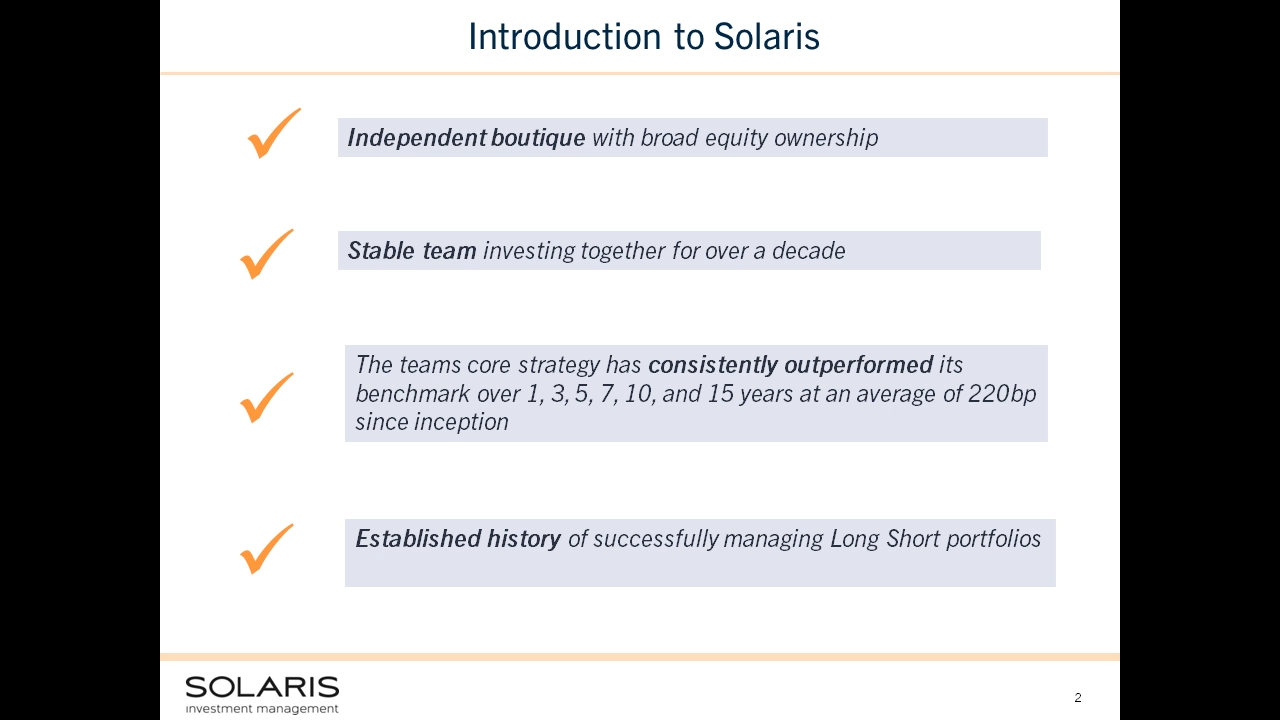 Introduction to Solaris
Independent boutique with broad equity ownership
Stable team investing together for over a decade
The teams core strategy has consistently outperformed its
benchmark over 1, 3, 5, 7, 10, and 15 years at an average of 220bp
since inception
Established history of successfully managing Long Short portfolios
SOLARIS
investment management
2